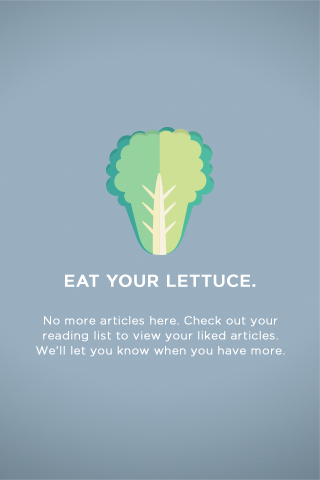 EAT YOUR LETTUCE.
No more articles here. Check out your
reading list to view your liked articles.
We'll let you know when you have more.